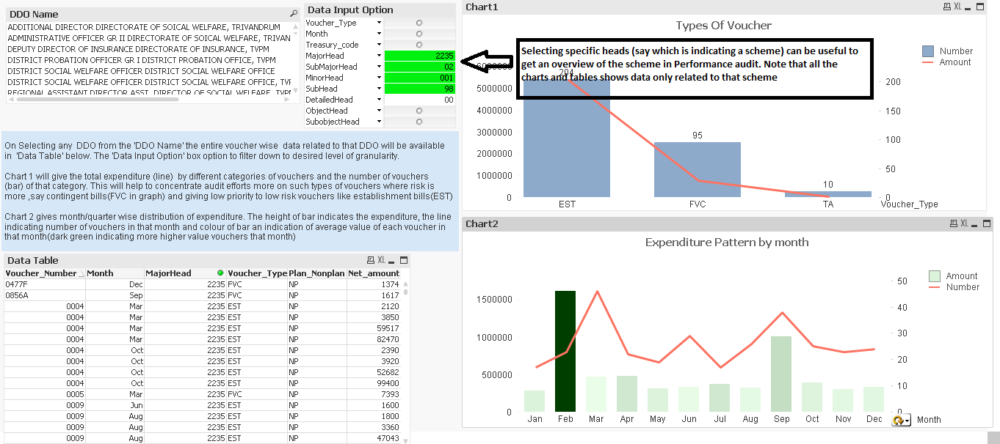 DDO Name
ADDITIONAL DIRECTOR DIRECTORATE OF SOICAL WELFARE, TRIVANDRUM
ADMINISTRATIVE OFFICER GR II DIRECTORATE OF SOICAL WELFARE, TRIVAN
DEPUTY DIRECTOR OF INSURANCE DIRECTORATE OF INSURANCE, TVPM
DISTRICT PROBATION OFFICER GR I DISTRICT PROBATION OFFICE, TVPM
DISTRICT SOCIAL WELFARE OFFICER DISTRICT SOCIAL WELFARE OFFICE
DISTRICT SOCIAL WELFARE OFFICER DISTRICT SOCIAL WELFARE OFFICE, TVF
REGIONAL ASSISTANT DIRECTOR ASST. DIRECTOR OF SOCIAL WELFARE, TVPM
Data Input Option
Voucher_Type
Month
Treasury_code
MajorHead 2235
SubMajorHead 02
MinorHead 001
SubHead 98
DetailedHead 00
ObjectHead
SubobjectHead
On Selecting any DDO from the 'DDO Name' the entire voucher wise data related to that DDO will be available
in 'Data Table' below. The 'Data Input Option' box option to filter down to desired level of granularity.
Chart 1 will give the total expenditure (line) by different categories of vouchers and the number of vouchers
(bar) of that category. This will help to concentrate audit efforts more on such types of vouchers where risk is
more ,say contingent bills(FVC in graph) and giving low priority to low risk vouchers like establishment bills(EST)
Chart 2 gives month/quarter wise distribution of expenditure. The height of bar indicates the expenditure, the line
indicating number of vouchers in that month and colour of bar an indication of average value of each voucher in
that month(dark green indicating more higher value vouchers that month)
Data Table XL
Voucher_Number Month MajorHead Voucher_Type Plan_Nonplan Net_amount
0477F Dec 2235 FVC NP 1374
0856A Sep 2235 FVC NP 1617
0004 Mar 2235 EST NP 2120
0004 Mar 2235 EST NP 3850
0004 Mar 2235 EST NP 59517
0004 Mar 2235 EST NP 82470
0004 Oct 2235 EST NP 2390
0004 Oct 2235 EST NP 3920
0004 Oct 2235 EST NP 52682
0004 Oct 2235 EST NP 99400
0005 Mar 2235 FVC NP 7393
0009 Jun 2235 EST NP 1600
0009 Aug 2235 EST NP 1800
0009 Aug 2235 EST NP 3360
0009 Aug 2235 EST NP 47043
Chart1 XL
Types Of Voucher
Selecting specific heads (say which is indicating a scheme) can be useful to
get an overview of the scheme in Performance audit. Note that all the
charts and tables shows data only related to that scheme
Number
Amount
6000000
5000000
4000000
3000000
2000000
1000000
0
204
95
10
200
150
100
50
0
EST FVC TA Voucher_Type
Chart2 XL
Expenditure Pattern by month
Amount
Number
1500000
1000000
500000
0
50
40
30
20
10
0
Jan Feb Mar Apr May Jun Jul Aug Sep Oct Nov Dec Month